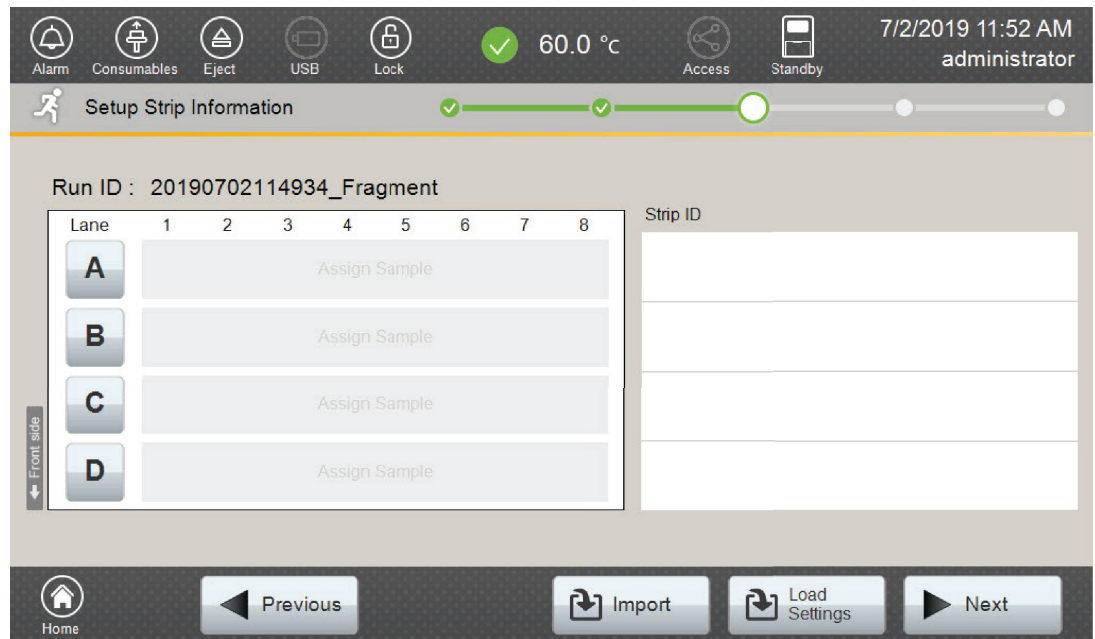 7/2/2019 11:52 AM
60.0 °c
administrator
Alarm Consumables Eject USB Lock Access Standby
Setup Strip Information
Run ID : 20190702114934_Fragment
Strip ID
Lane 1 2 3 4 5 6 7 8
A Assign Sample
B Assign Sample
C Assign Sample
D Assign Sample
Front side
Previous Import Load Settings Next
Home